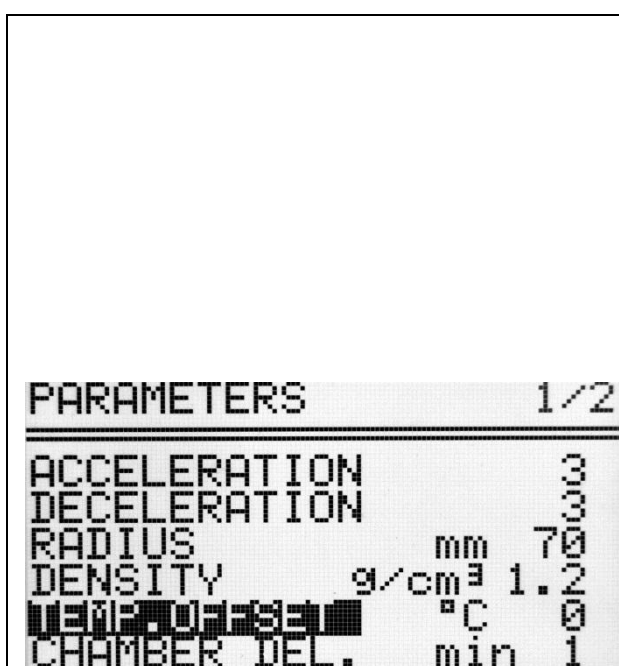 PARAMETERS 1/2
ACCELERATION 3
DECELERATION 3
RADIUS mm 70
DENSITY g/cm³ 1.2
TEMP.OFFSET °C 0
CHAMBER DEL. min 1